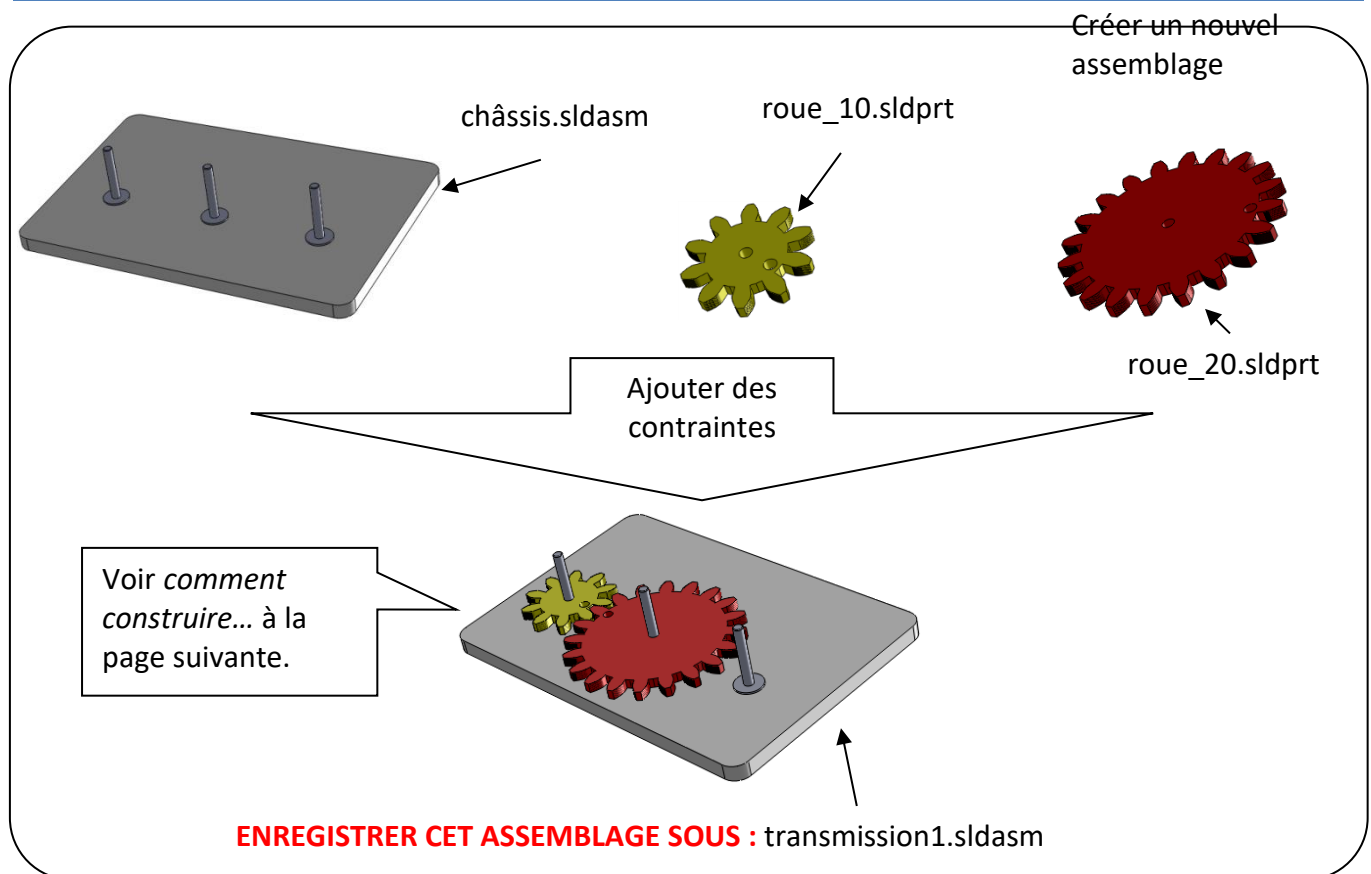 Créer un nouvel
assemblage
châssis.sldasm
roue_10.sldprt
roue_20.sldprt
Ajouter des
contraintes
Voir comment
construire… à la
page suivante.
ENREGISTRER CET ASSEMBLAGE SOUS : transmission1.sldasm